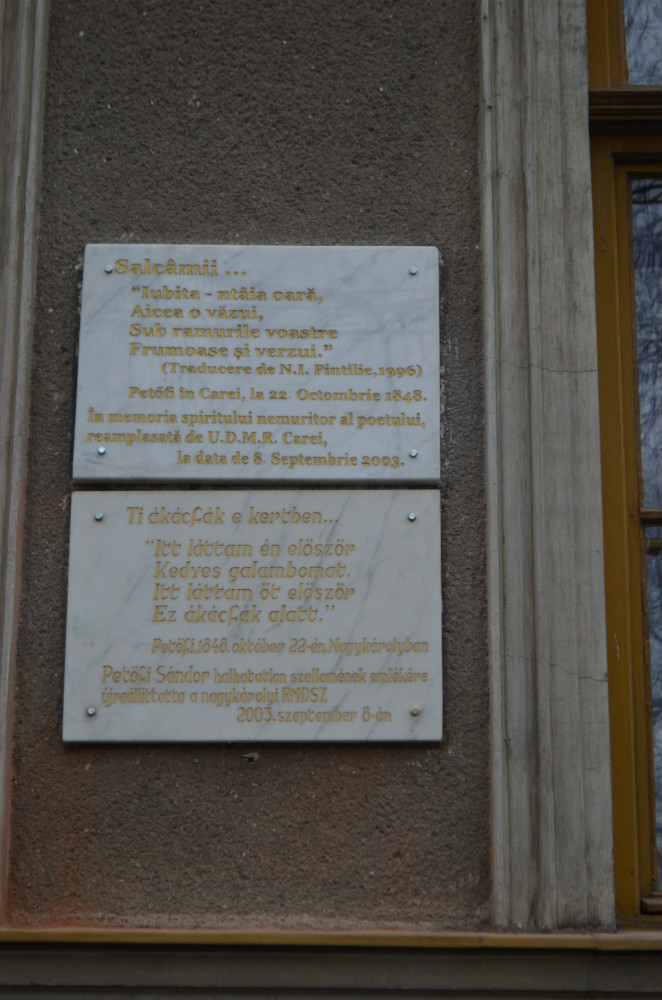 Salcâmii ...
"Iubita - ntâia oară,
Aicea o văzui,
Sub ramurile voastre
Frumoase și verzui."
(Traducere de N.I. Pintilie,1996)
Petőfi în Carei, la 22 Octombrie 1848.
În memoria spiritului nemuritor al poetului,
reamplasată de U.D.M.R. Carei,
la data de 8. Septembrie 2003.
Ti ákácfák e kertben...
"Itt láttam én először
Kedves galambomat.
Itt láttam őt először
Ez ákácfák alatt."
Petőfi.1848.október 22-én.Nagykárolyban
Petőfi Sándor halhatatlan szellemének emlékére
újraállíttatta a nagykárolyi RMDSZ
2003.szeptember 8-án